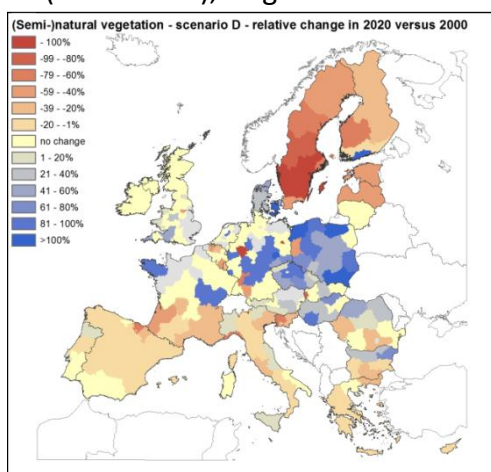 (Semi-)natural vegetation - scenario D - relative change in 2020 versus 2000
- 100%
-99 - -80%
-79 - -60%
-59 - -40%
-39 - -20%
-20 - -1%
no change
1 - 20%
21 - 40%
41 - 60%
61 - 80%
81 - 100%
>100%